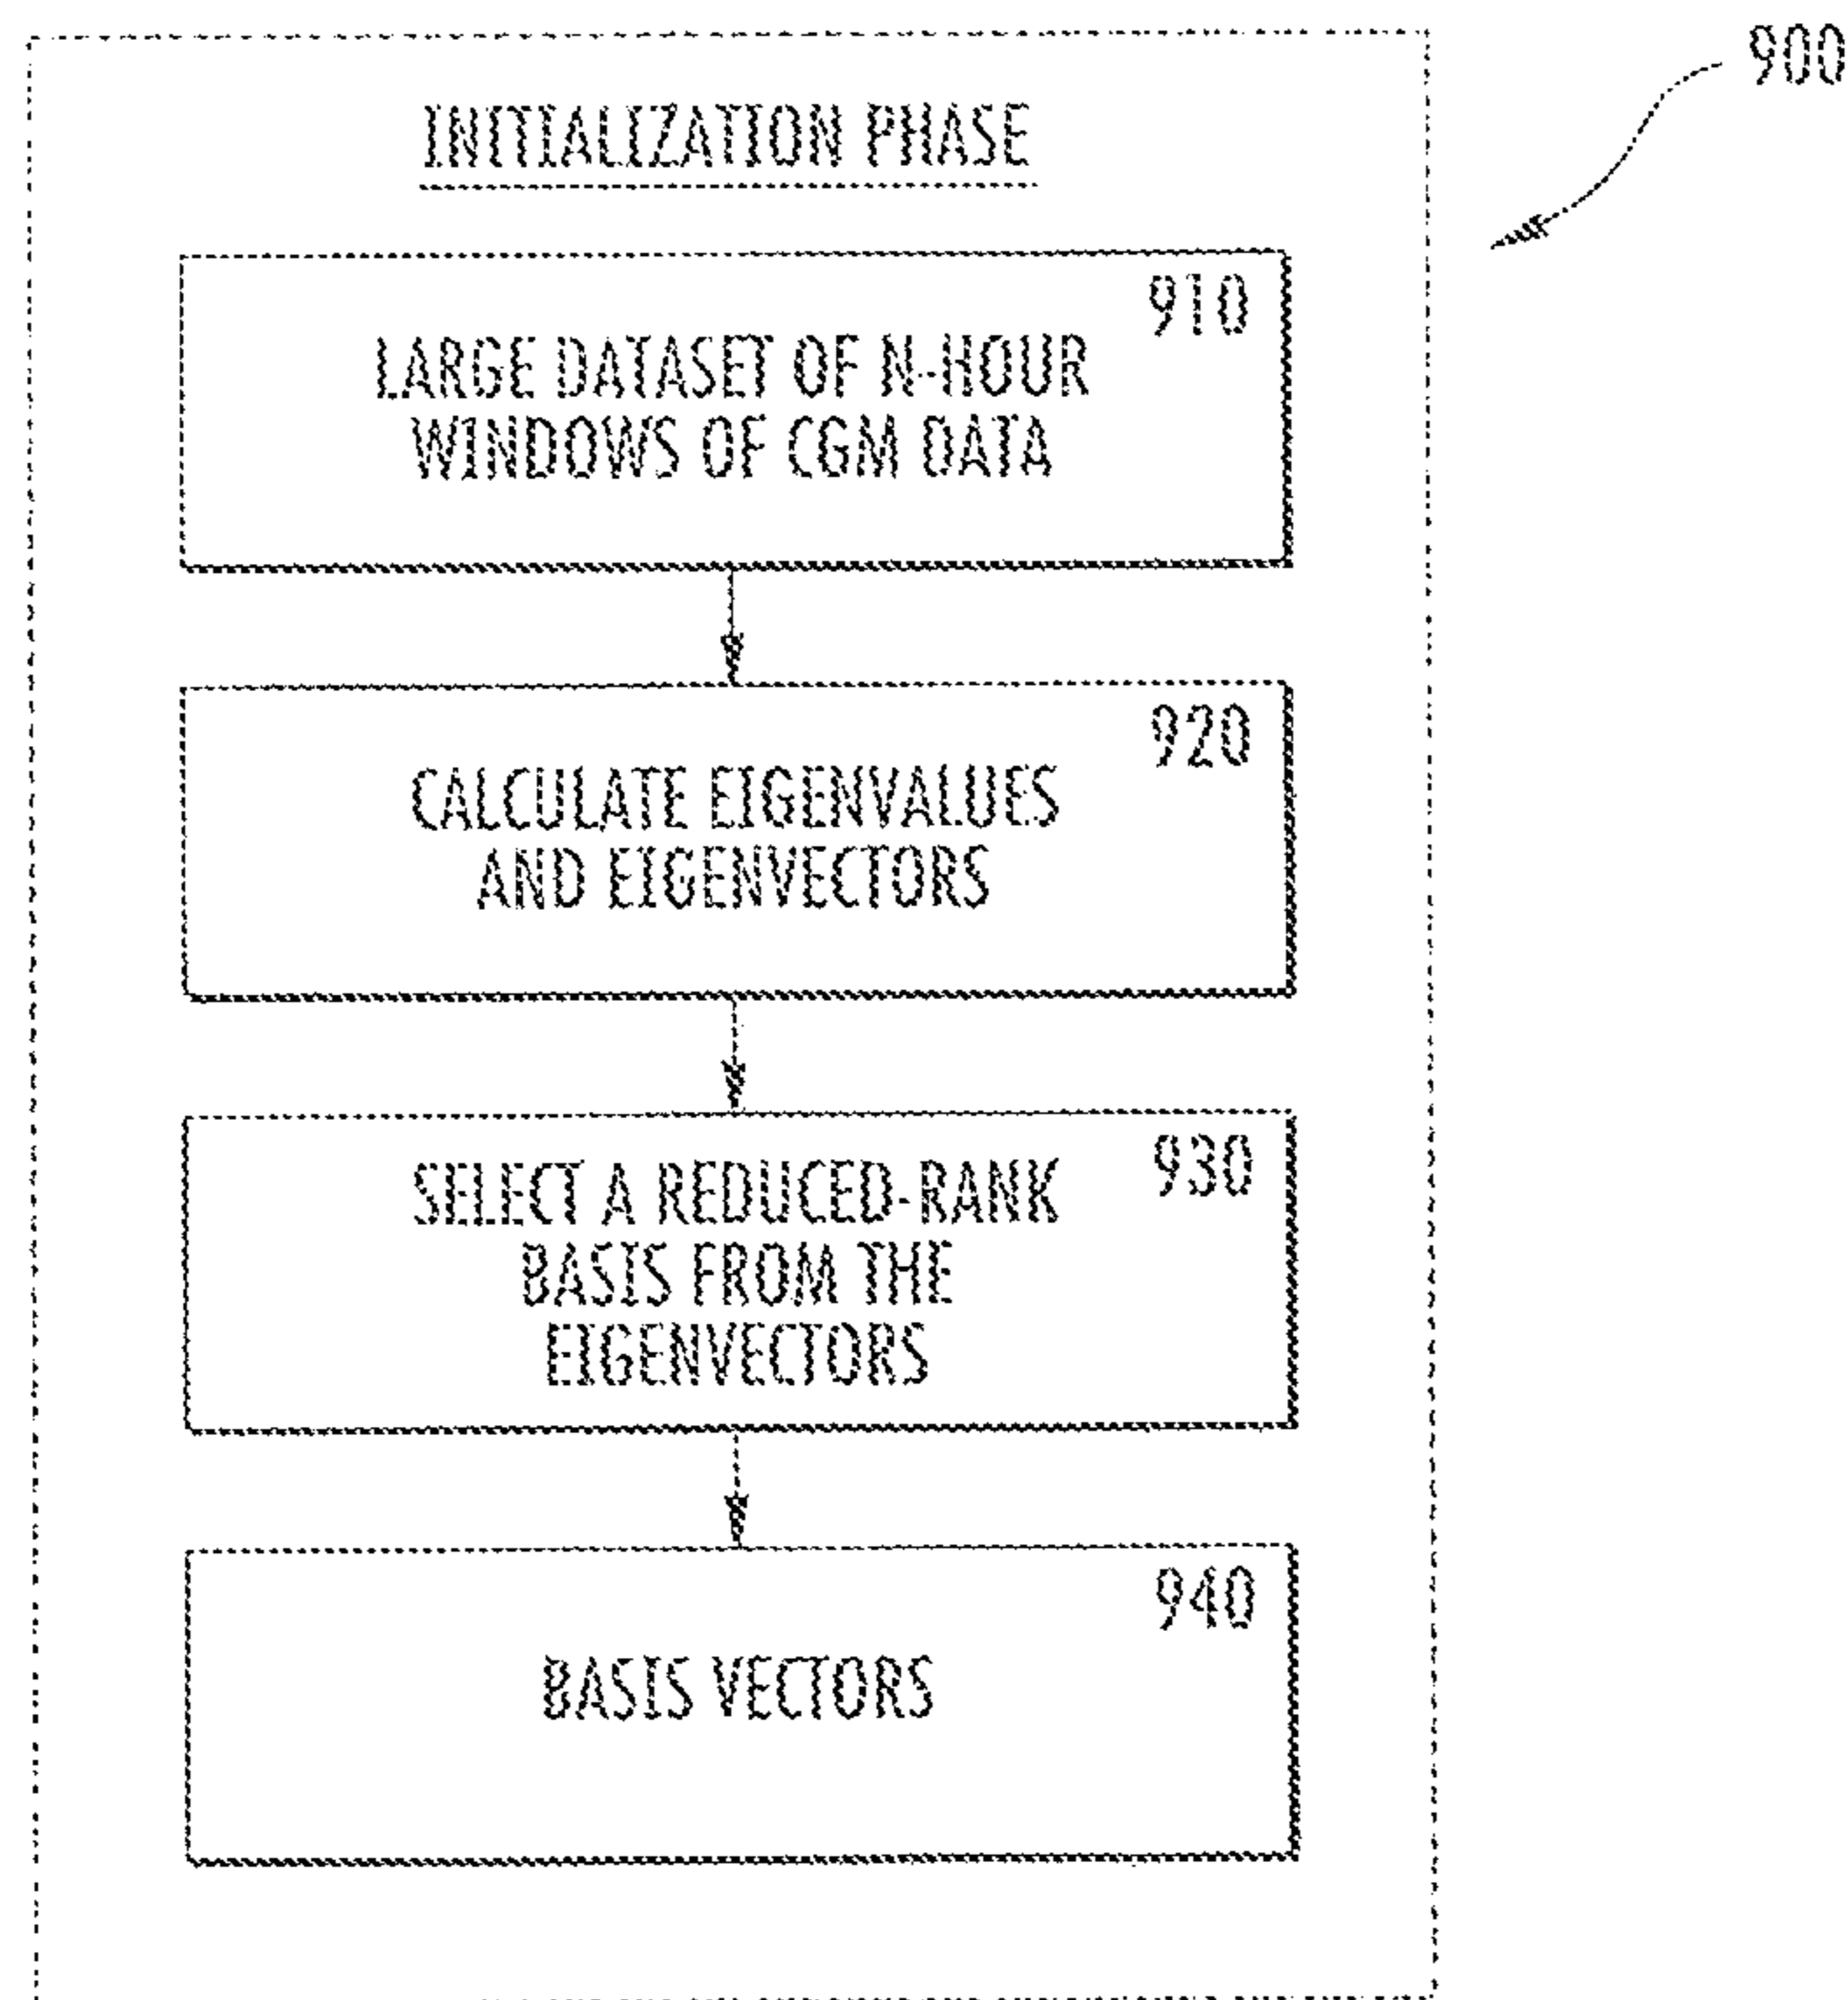 900
INITIALIZATION PHASE
910
LARGE DATASET OF N-HOUR
WINDOWS OF CGM DATA
920
CALCULATE EIGENVALUES
AND EIGENVECTORS
930
SELECT A REDUCED-RANK
BASIS FROM THE
EIGENVECTORS
940
BASIS VECTORS